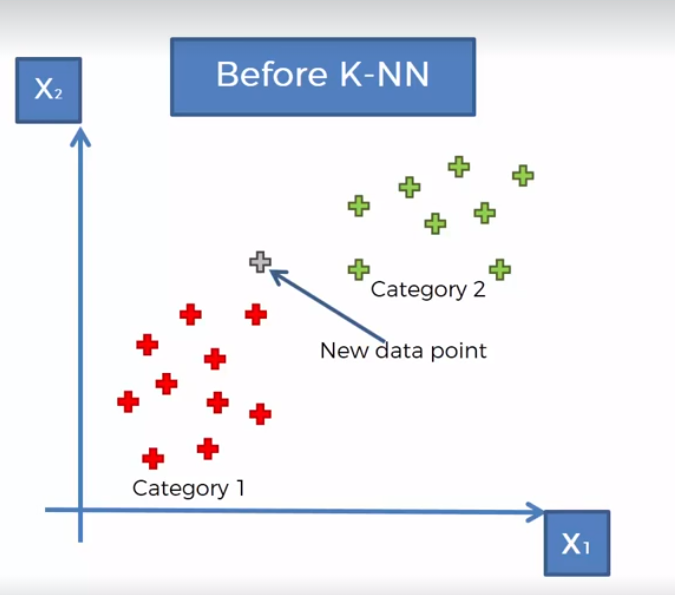 Before K-NN
X₂
Category 2
New data point
Category 1
X₁